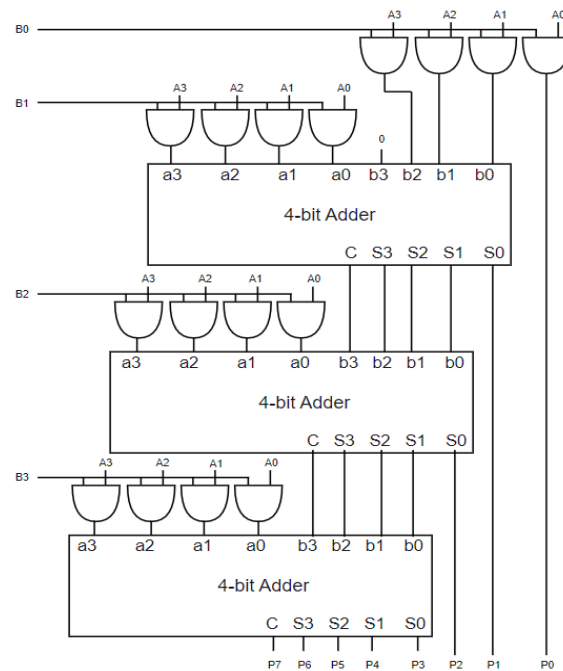 A3 A2 A1 A0
B0
A3 A2 A1 A0
B1
0
a3 a2 a1 a0 b3 b2 b1 b0
4-bit Adder
C S3 S2 S1 S0
A3 A2 A1 A0
B2
a3 a2 a1 a0 b3 b2 b1 b0
4-bit Adder
C S3 S2 S1 S0
A3 A2 A1 A0
B3
a3 a2 a1 a0 b3 b2 b1 b0
4-bit Adder
C S3 S2 S1 S0
P7 P6 P5 P4 P3 P2 P1 P0